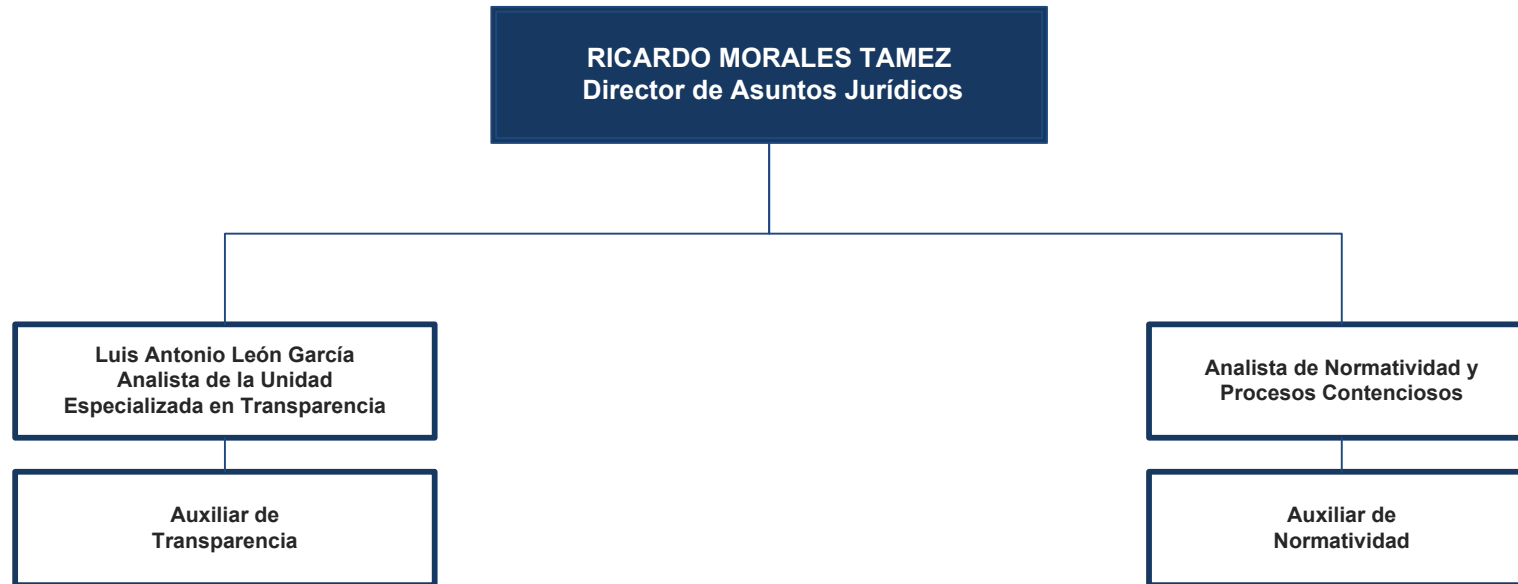 RICARDO MORALES TAMEZ
Director de Asuntos Jurídicos
Luis Antonio León García
Analista de la Unidad
Especializada en Transparencia
Analista de Normatividad y
Procesos Contenciosos
Auxiliar de
Transparencia
Auxiliar de
Normatividad